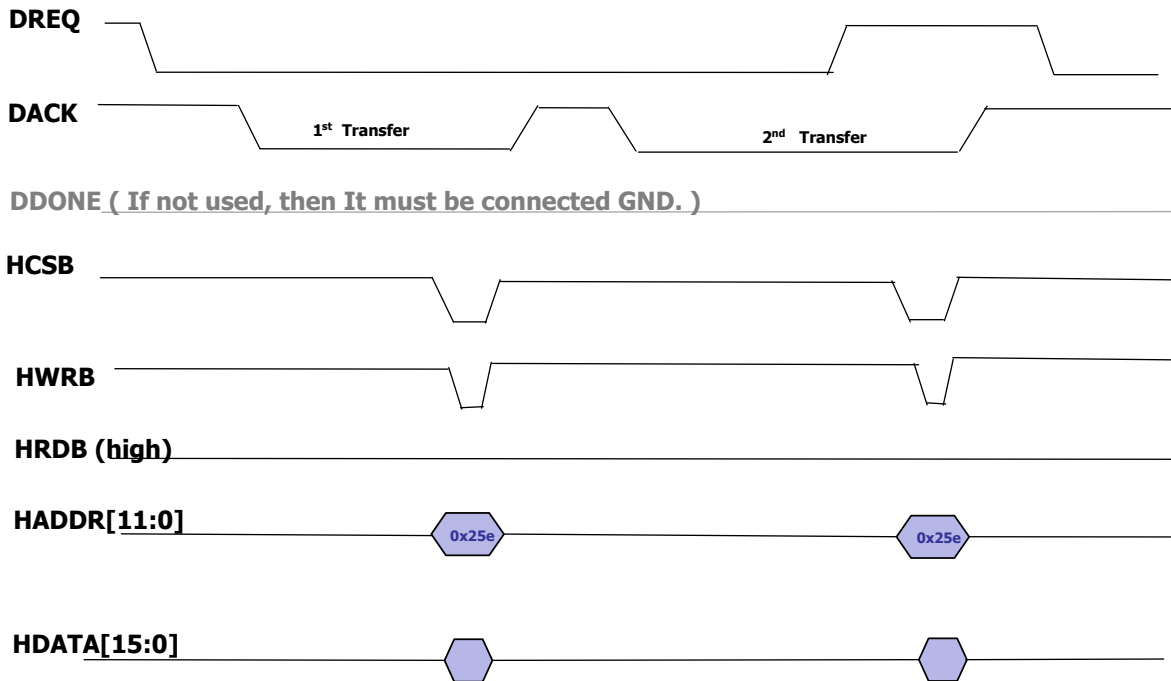 DREQ
DACK
1st Transfer
2nd Transfer
DDONE ( If not used, then It must be connected GND. )
HCSB
HWRB
HRDB (high)
HADDR[11:0]
0x25e
0x25e
HDATA[15:0]